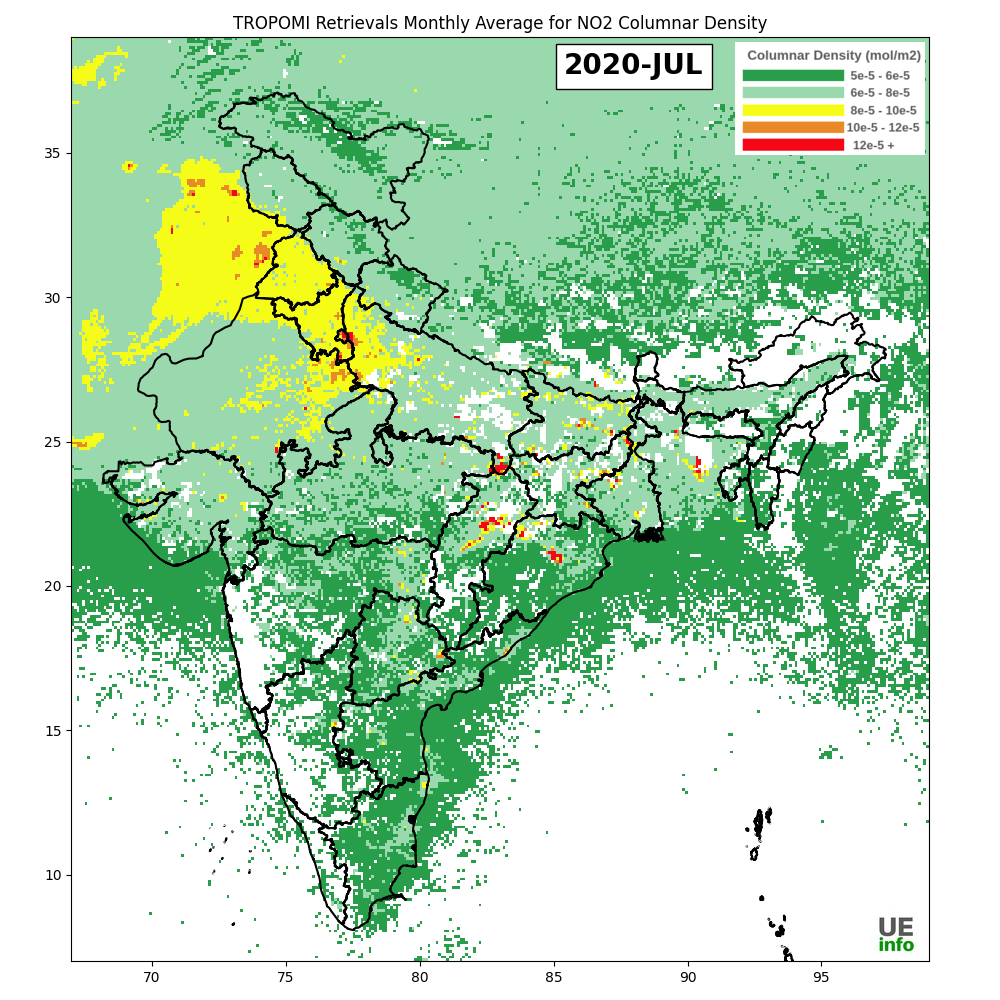 TROPOMI Retrievals Monthly Average for NO2 Columnar Density
2020-JUL
Columnar Density (mol/m2)
5e-5 - 6e-5
6e-5 - 8e-5
8e-5 - 10e-5
10e-5 - 12e-5
12e-5 +
35
30
25
20
15
10
70 75 80 85 90 95
UE
info